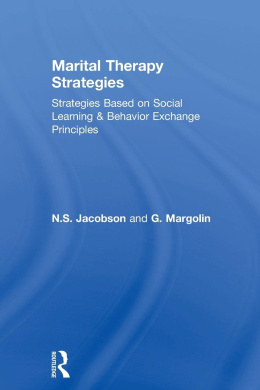 Marital Therapy
Strategies
Strategies Based on Social
Learning & Behavior Exchange
Principles
N.S. Jacobson and G. Margolin
ROUTLEDGE